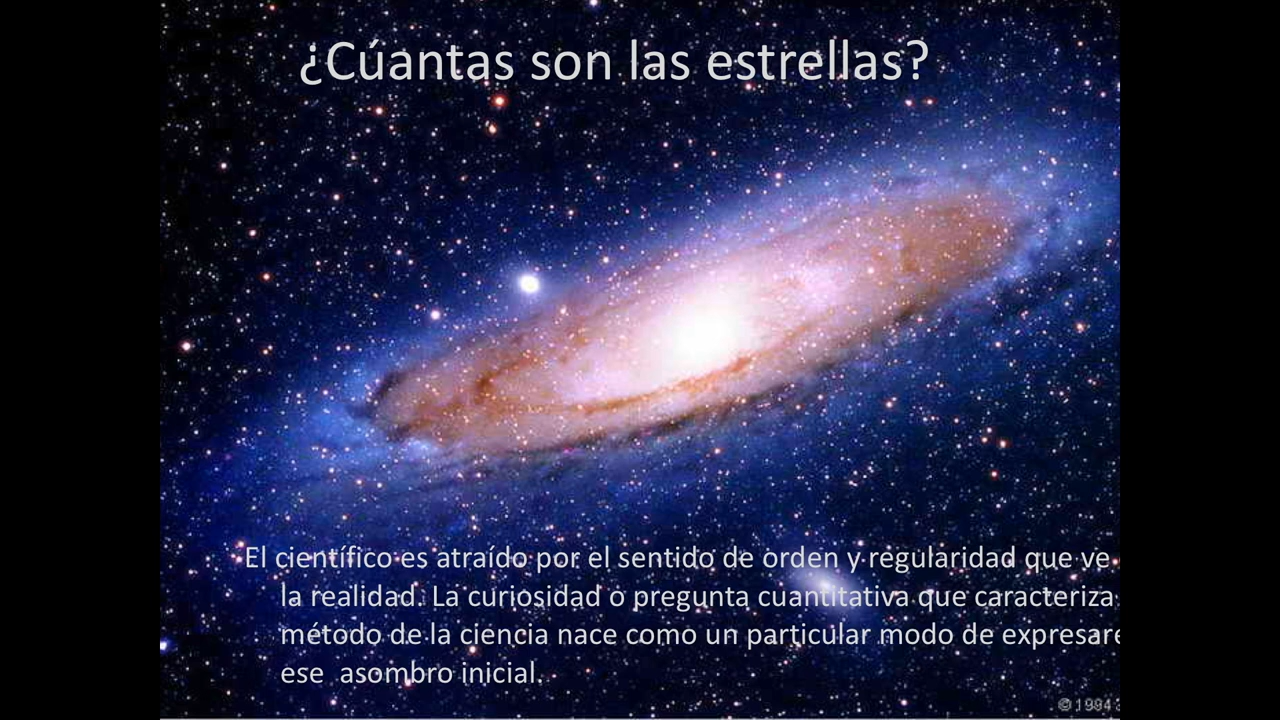 ¿Cúantas son las estrellas?
El científico es atraído por el sentido de orden y regularidad que ve
la realidad. La curiosidad o pregunta cuantitativa que caracteriza
método de la ciencia nace como un particular modo de expresare
ese asombro inicial.
© 1994